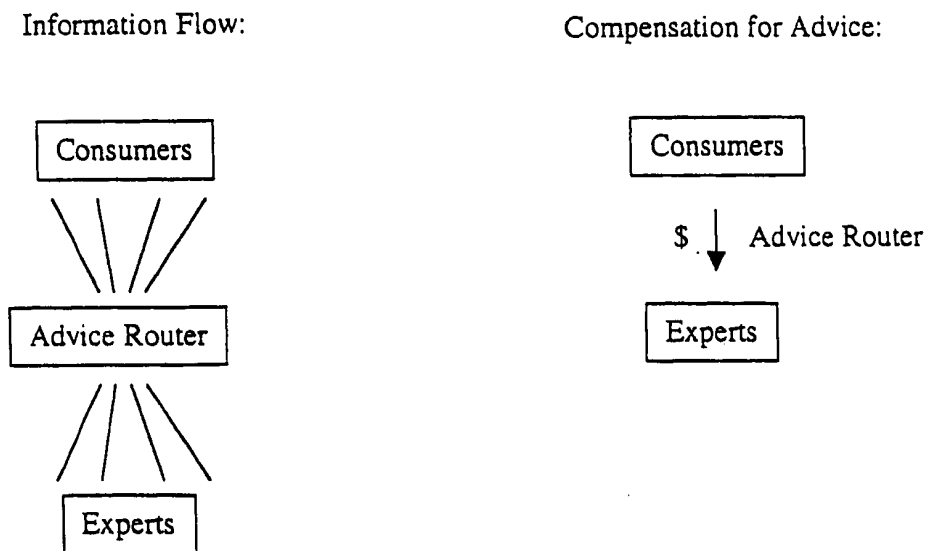 Information Flow:
Consumers
Advice Router
Experts
Compensation for Advice:
Consumers
$ Advice Router
Experts